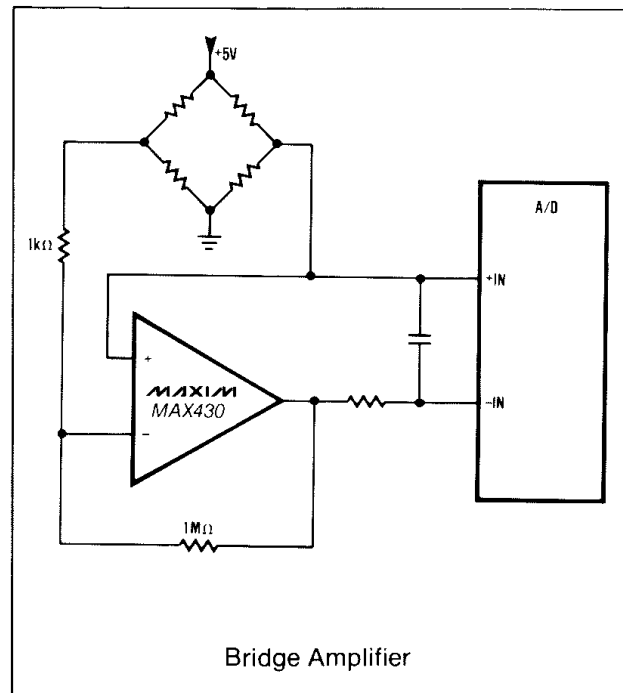 +5V
A/D
1kΩ
+IN
+
MAXIM
MAX430
-IN
-
1MΩ
Bridge Amplifier